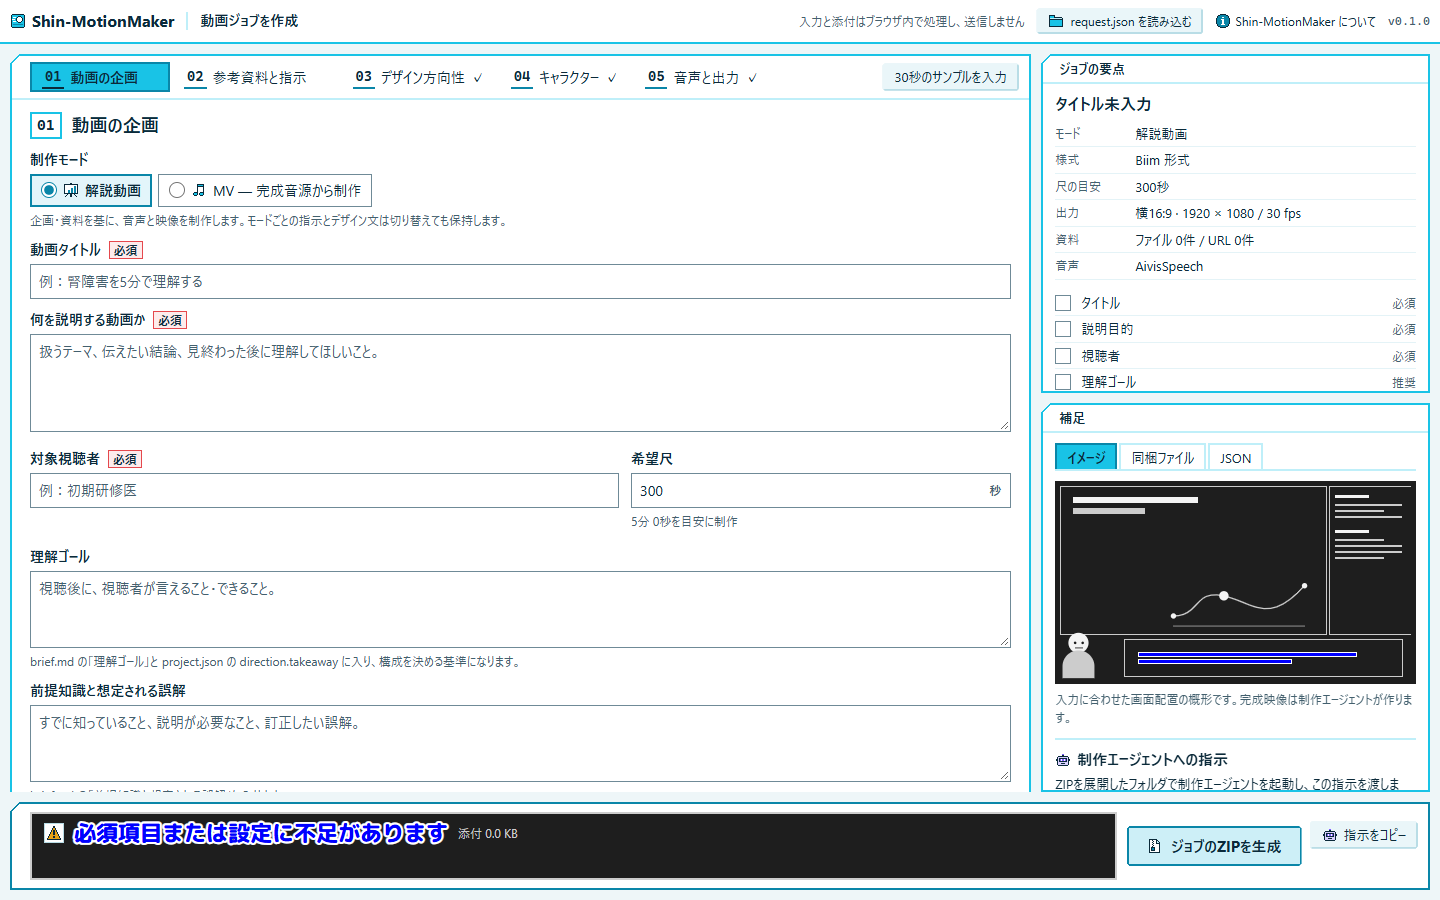 Shin-MotionMaker
動画ジョブを作成
入力と添付はブラウザ内で処理し、送信しません
request.json を読み込む
Shin-MotionMaker について
v0.1.0
01 動画の企画
02 参考資料と指示
03 デザイン方向性 ✓
04 キャラクター ✓
05 音声と出力 ✓
30秒のサンプルを入力
01 動画の企画
制作モード
解説動画
MV — 完成音源から制作
企画・資料を基に、音声と映像を制作します。モードごとの指示とデザイン文は切り替えても保持します。
動画タイトル 必須
例：腎障害を5分で理解する
何を説明する動画か 必須
扱うテーマ、伝えたい結論、見終わった後に理解してほしいこと。
対象視聴者 必須
例：初期研修医
希望尺
300 秒
5分 0秒を目安に制作
理解ゴール
視聴後に、視聴者が言えること・できること。
brief.md の「理解ゴール」と project.json の direction.takeaway に入り、構成を決める基準になります。
前提知識と想定される誤解
すでに知っていること、説明が必要なこと、訂正したい誤解。
ジョブの要点
タイトル未入力
モード 解説動画
様式 Biim 形式
尺の目安 300秒
出力 横16:9 · 1920 × 1080 / 30 fps
資料 ファイル 0件 / URL 0件
音声 AivisSpeech
タイトル 必須
説明目的 必須
視聴者 必須
理解ゴール 推奨
補足
イメージ
同梱ファイル
JSON
入力に合わせた画面配置の概形です。完成映像は制作エージェントが作りま
す。
制作エージェントへの指示
ZIPを展開したフォルダで制作エージェントを起動し、この指示を渡しま
必須項目または設定に不足があります
添付 0.0 KB
ジョブのZIPを生成
指示をコピー